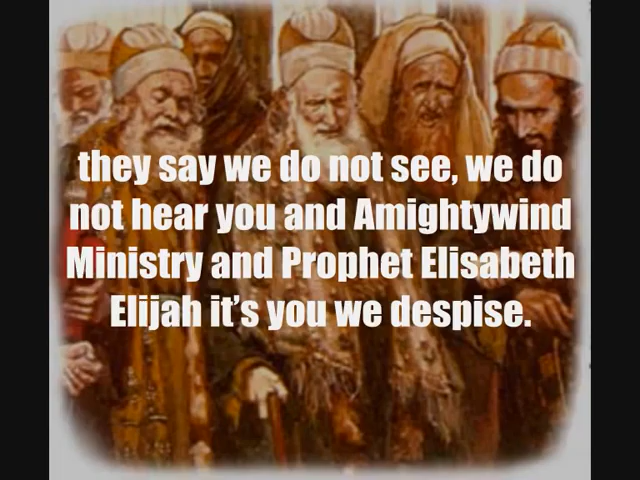 they say we do not see, we do
not hear you and Amightywind
Ministry and Prophet Elisabeth
Elijah it’s you we despise.